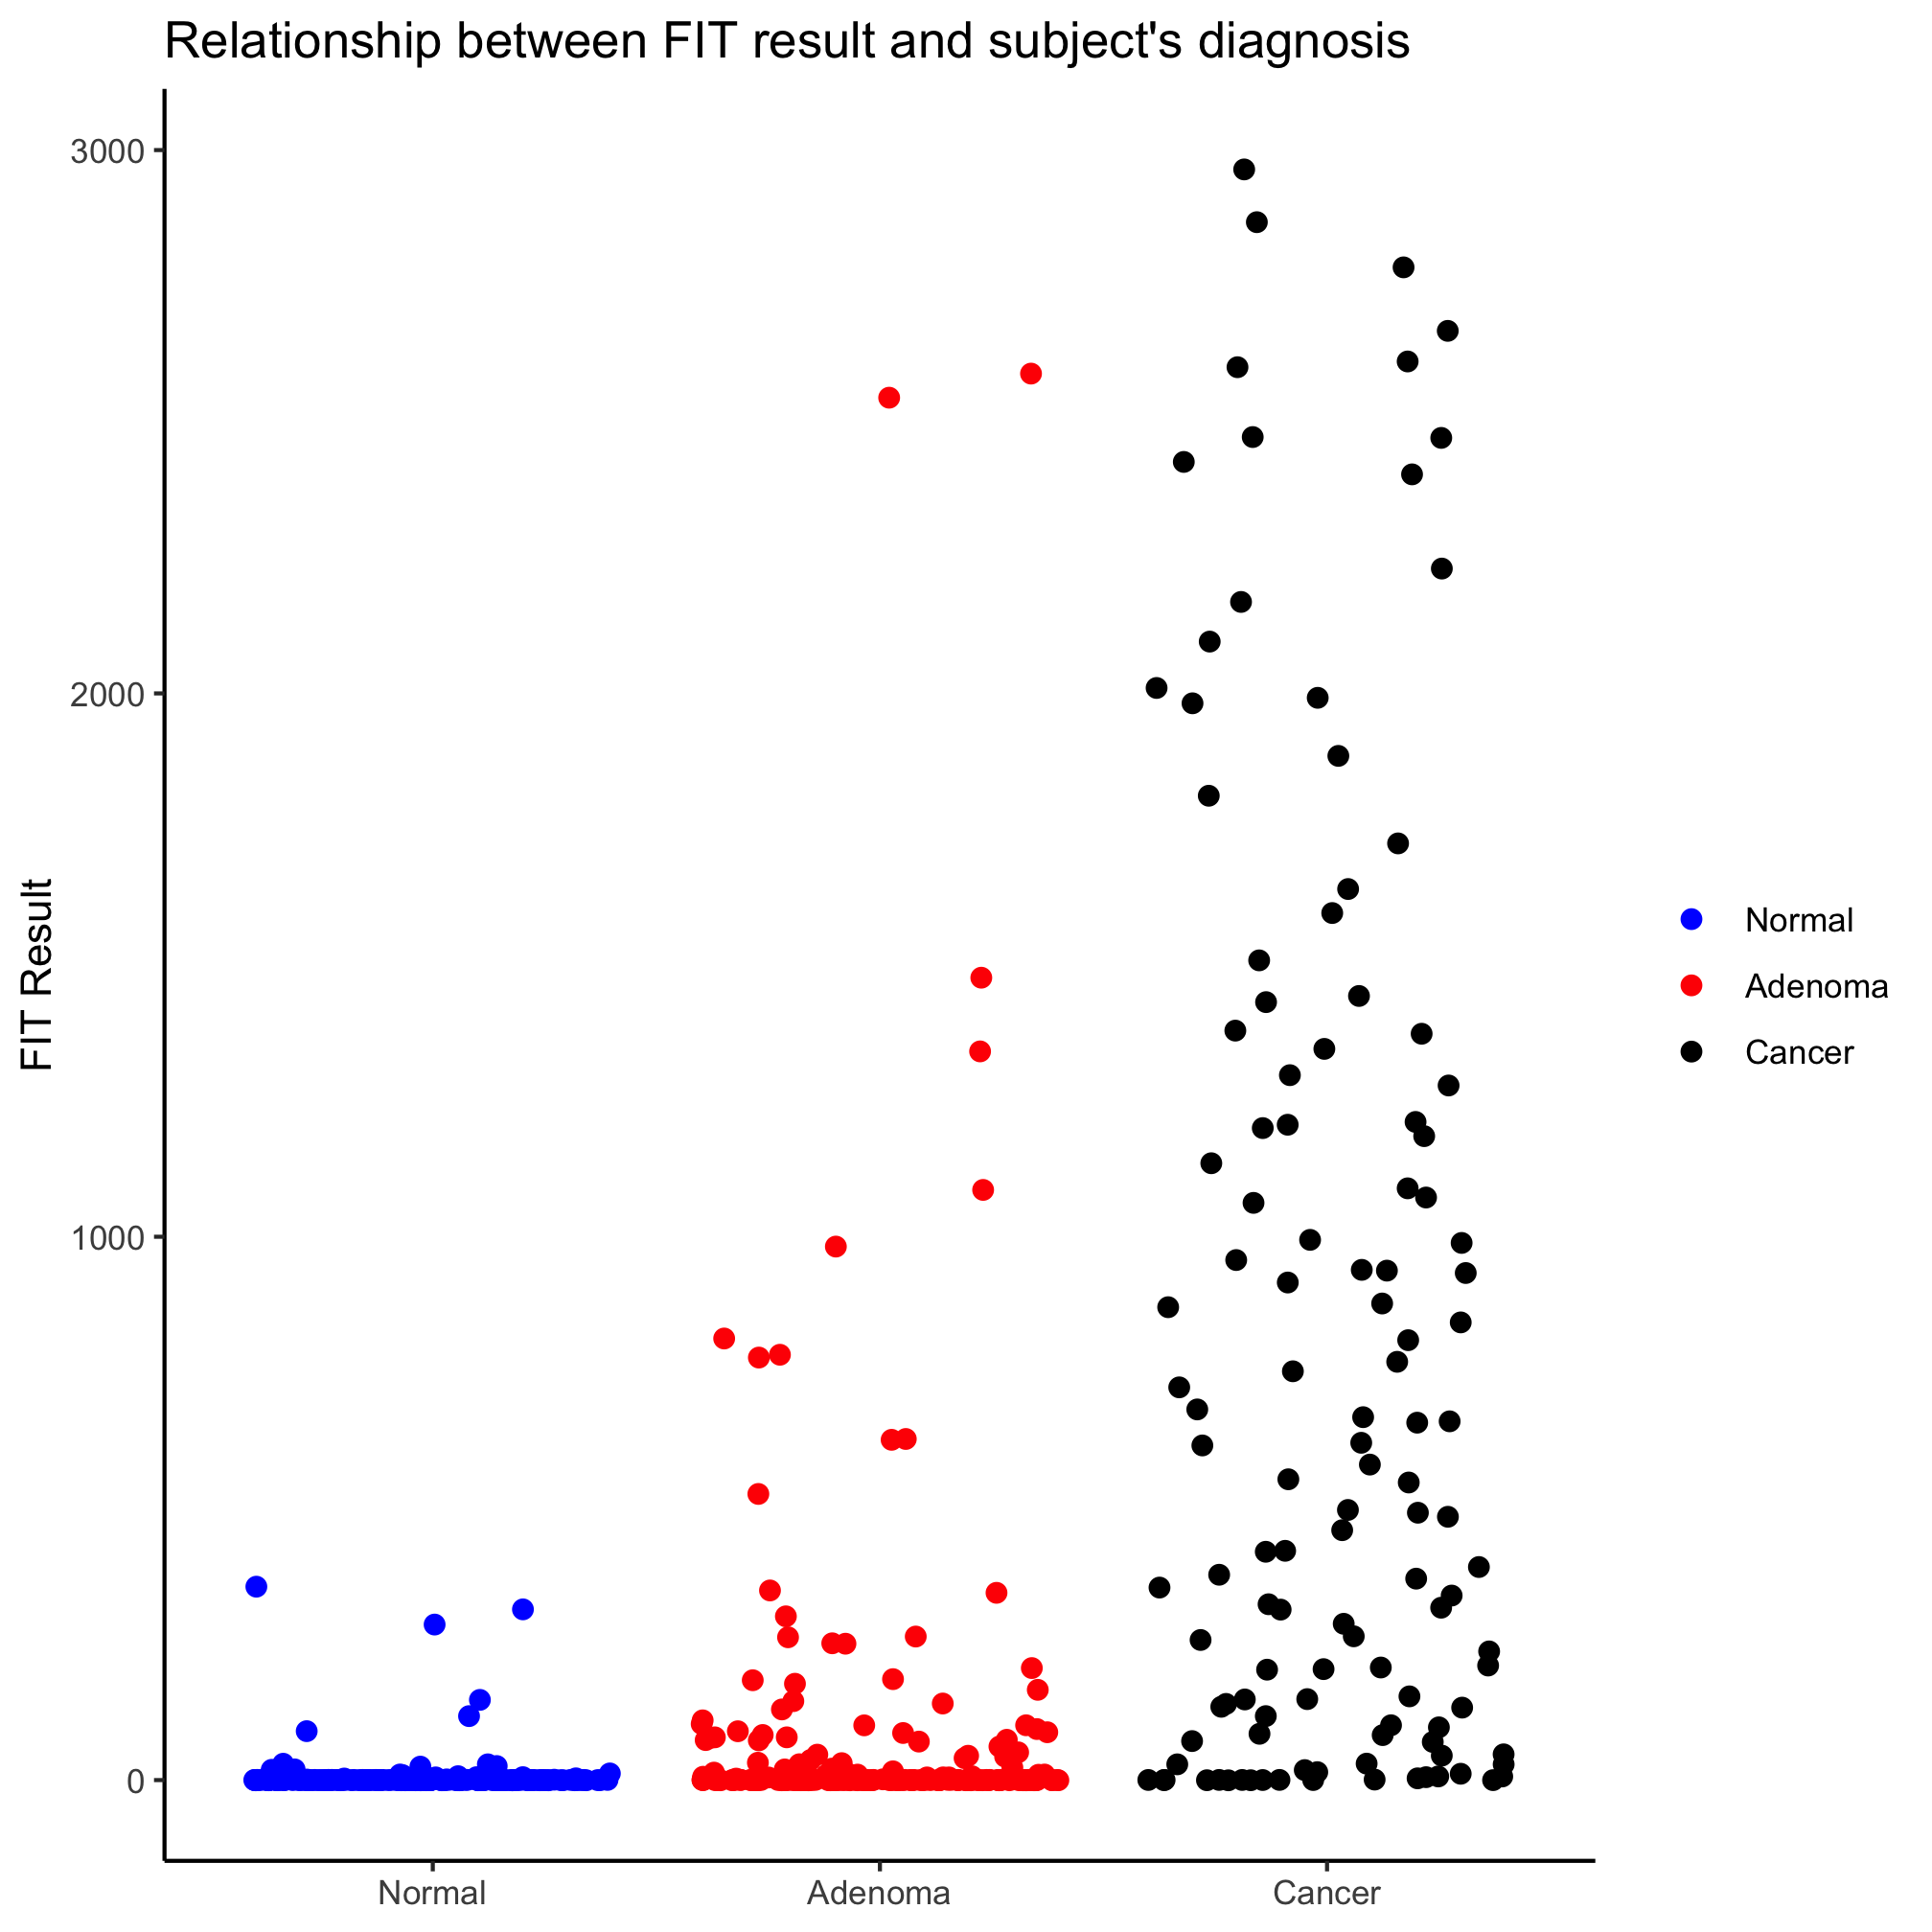 Relationship between FIT result and subject's diagnosis
3000
2000
1000
0
FIT Result
Normal
Adenoma
Cancer
Normal
Adenoma
Cancer